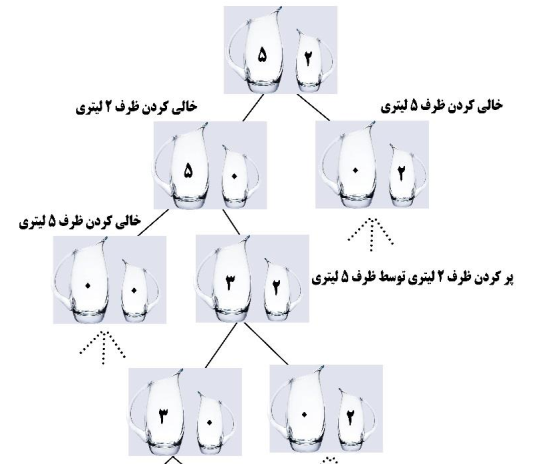 ۵ ۲
خالی کردن ظرف ۲ لیتری
خالی کردن ظرف ۵ لیتری
۵ ۰
۰ ۲
خالی کردن ظرف ۵ لیتری
۰ ۰
۳ ۲
پر کردن ظرف ۲ لیتری توسط ظرف ۵ لیتری
۳ ۰
۰ ۲